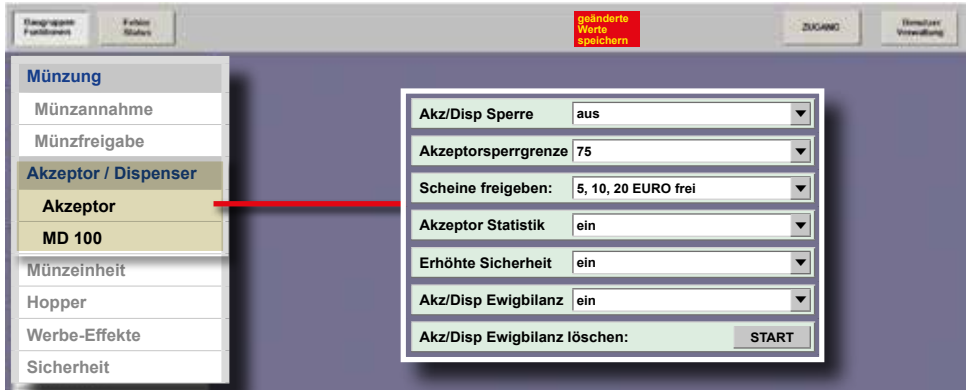 Baugruppen
Funktionen
Fehler
Status
geänderte
Werte
speichern
ZUGANG
Benutzer
Verwaltung
Münzung
Münzannahme
Münzfreigabe
Akzeptor / Dispenser
Akzeptor
MD 100
Münzeinheit
Hopper
Werbe-Effekte
Sicherheit
Akz/Disp Sperre aus
Akzeptorsperrgrenze 75
Scheine freigeben: 5, 10, 20 EURO frei
Akzeptor Statistik ein
Erhöhte Sicherheit ein
Akz/Disp Ewigbilanz ein
Akz/Disp Ewigbilanz löschen: START